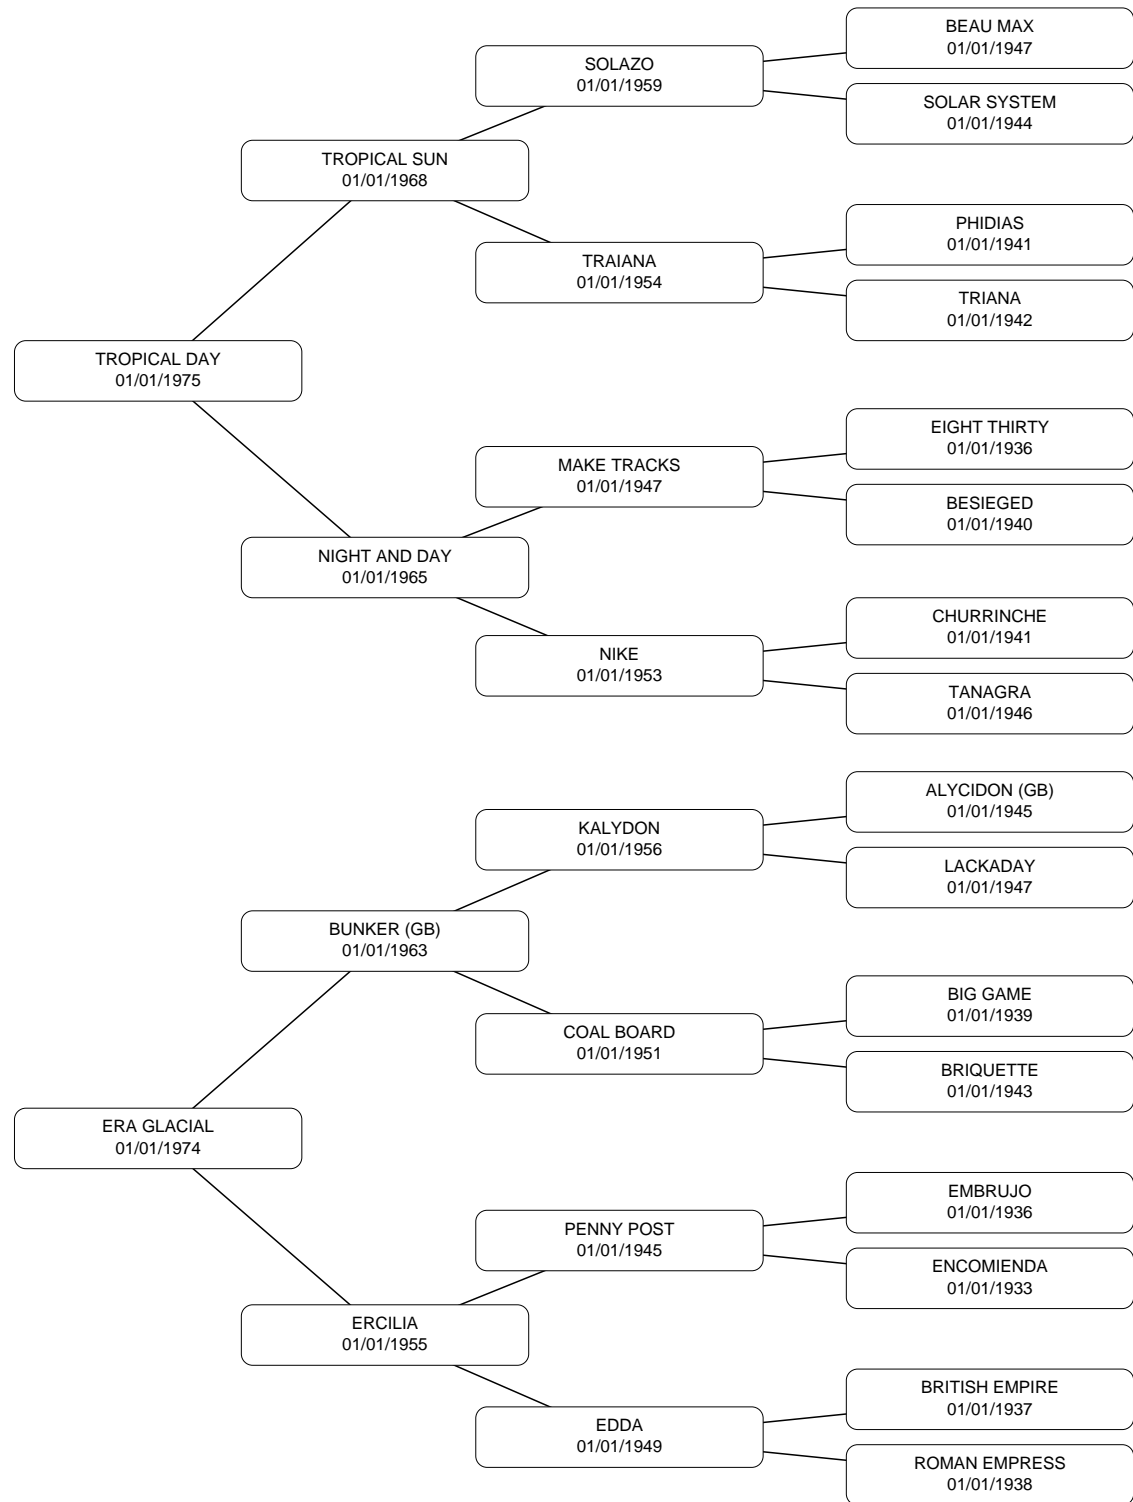 BEAU MAX
01/01/1947
SOLAZO
01/01/1959
SOLAR SYSTEM
01/01/1944
TROPICAL SUN
01/01/1968
PHIDIAS
01/01/1941
TRAIANA
01/01/1954
TRIANA
01/01/1942
TROPICAL DAY
01/01/1975
EIGHT THIRTY
01/01/1936
MAKE TRACKS
01/01/1947
BESIEGED
01/01/1940
NIGHT AND DAY
01/01/1965
CHURRINCHE
01/01/1941
NIKE
01/01/1953
TANAGRA
01/01/1946
ALYCIDON (GB)
01/01/1945
KALYDON
01/01/1956
LACKADAY
01/01/1947
BUNKER (GB)
01/01/1963
BIG GAME
01/01/1939
COAL BOARD
01/01/1951
BRIQUETTE
01/01/1943
ERA GLACIAL
01/01/1974
EMBRUJO
01/01/1936
PENNY POST
01/01/1945
ENCOMIENDA
01/01/1933
ERCILIA
01/01/1955
BRITISH EMPIRE
01/01/1937
EDDA
01/01/1949
ROMAN EMPRESS
01/01/1938